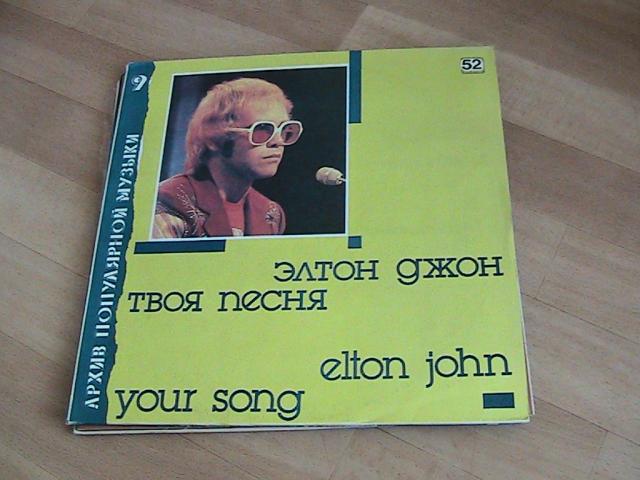 52
9
АРХИВ ПОПУЛЯРНОЙ МУЗЫКИ
элтон джон
твоя песня
elton john
your song